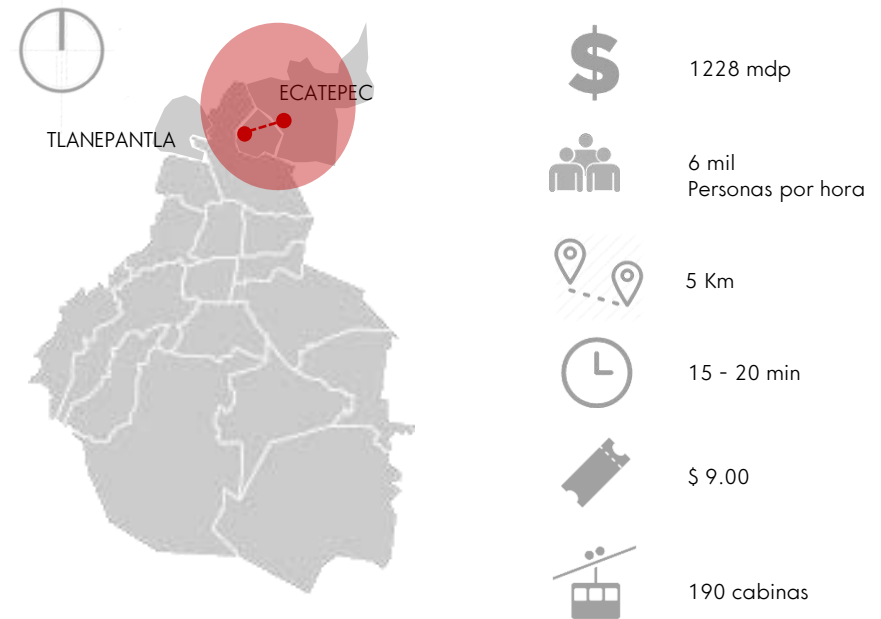 ECATEPEC
TLANEPANTLA
$
1228 mdp
6 mil
Personas por hora
5 Km
15 - 20 min
$ 9.00
190 cabinas